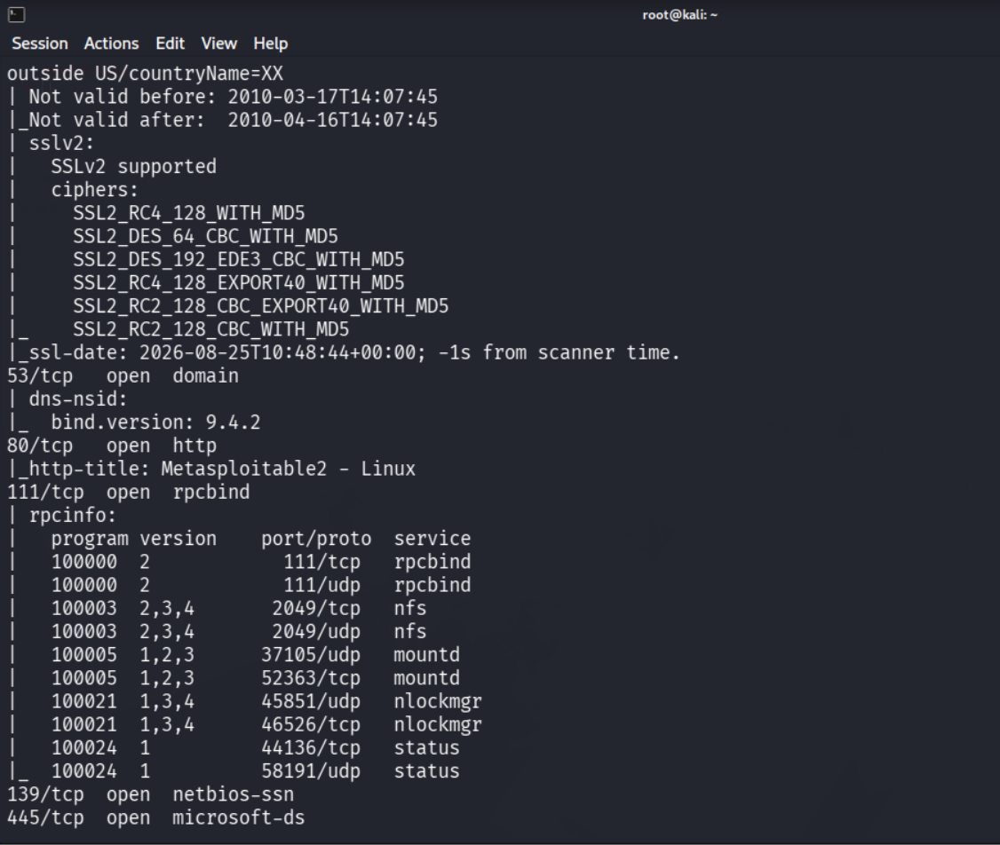 root@kali: ~
Session Actions Edit View Help
outside US/countryName=XX
| Not valid before: 2010-03-17T14:07:45
|_Not valid after:  2010-04-16T14:07:45
| sslv2:
|   SSLv2 supported
|   ciphers:
|     SSL2_RC4_128_WITH_MD5
|     SSL2_DES_64_CBC_WITH_MD5
|     SSL2_DES_192_EDE3_CBC_WITH_MD5
|     SSL2_RC4_128_EXPORT40_WITH_MD5
|     SSL2_RC2_128_CBC_EXPORT40_WITH_MD5
|_    SSL2_RC2_128_CBC_WITH_MD5
|_ssl-date: 2026-08-25T10:48:44+00:00; -1s from scanner time.
53/tcp   open  domain
| dns-nsid:
|_  bind.version: 9.4.2
80/tcp   open  http
|_http-title: Metasploitable2 - Linux
111/tcp  open  rpcbind
| rpcinfo:
|   program version    port/proto  service
|   100000  2            111/tcp   rpcbind
|   100000  2            111/udp   rpcbind
|   100003  2,3,4       2049/tcp   nfs
|   100003  2,3,4       2049/udp   nfs
|   100005  1,2,3      37105/udp   mountd
|   100005  1,2,3      52363/tcp   mountd
|   100021  1,3,4      45851/udp   nlockmgr
|   100021  1,3,4      46526/tcp   nlockmgr
|   100024  1          44136/tcp   status
|_  100024  1          58191/udp   status
139/tcp  open  netbios-ssn
445/tcp  open  microsoft-ds